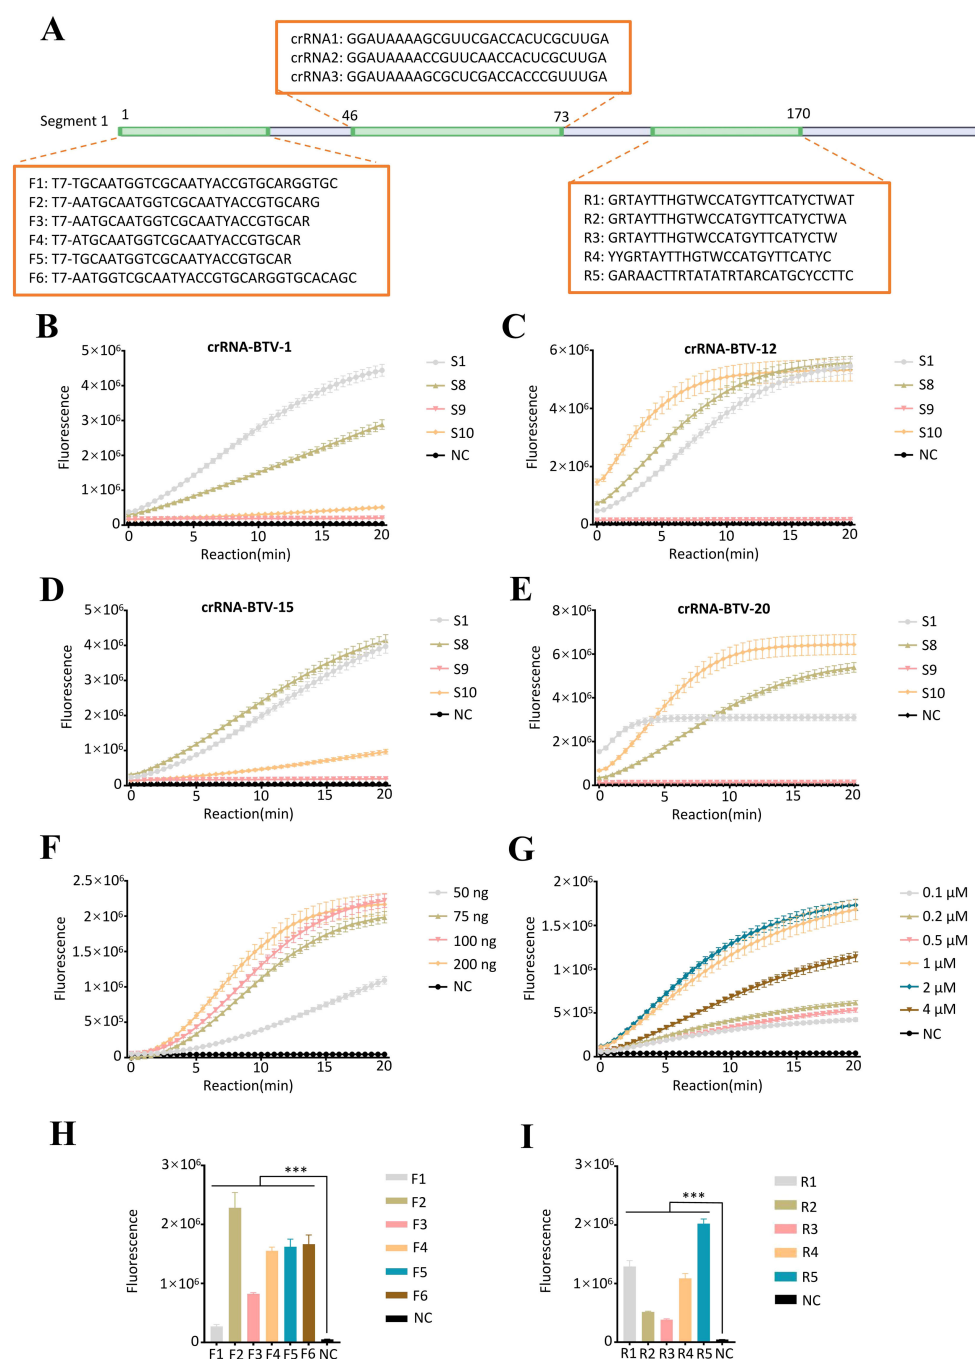 A
crRNA1: GGAUAAAAGCGUUCGACCACUCGCUUGA
crRNA2: GGAUAAAACCGUUCAACCACUCGCUUGA
crRNA3: GGAUAAAAGCGCUCGACCACCCGUUUGA
Segment 1
1
46
73
170
F1: T7-TGCAATGGTCGCAATYACCGTGCARGGTGC
F2: T7-AATGCAATGGTCGCAATYACCGTGCARG
F3: T7-AATGCAATGGTCGCAATYACCGTGCAR
F4: T7-ATGCAATGGTCGCAATYACCGTGCAR
F5: T7-TGCAATGGTCGCAATYACCGTGCAR
F6: T7-AATGGTCGCAATYACCGTGCARGGTGCACAGC
R1: GRTAYTTHGTWCCATGYTTCATYCTWAT
R2: GRTAYTTHGTWCCATGYTTCATYCTWA
R3: GRTAYTTHGTWCCATGYTTCATYCTW
R4: YYGRTAYTTHGTWCCATGYTTCATYC
R5: GARAACTTRTATATRTARCATGCYCCTTC
B
crRNA-BTV-1
Fluorescence
5×10⁶
4×10⁶
3×10⁶
2×10⁶
1×10⁶
0
0
5
10
15
20
Reaction(min)
S1
S8
S9
S10
NC
C
crRNA-BTV-12
Fluorescence
6×10⁶
4×10⁶
2×10⁶
0
0
5
10
15
20
Reaction(min)
S1
S8
S9
S10
NC
D
crRNA-BTV-15
Fluorescence
5×10⁶
4×10⁶
3×10⁶
2×10⁶
1×10⁶
0
0
5
10
15
20
Reaction(min)
S1
S8
S9
S10
NC
E
crRNA-BTV-20
Fluorescence
8×10⁶
6×10⁶
4×10⁶
2×10⁶
0
0
5
10
15
20
Reaction(min)
S1
S8
S9
S10
NC
F
Fluorescence
2.5×10⁶
2×10⁶
1.5×10⁶
1×10⁶
5×10⁵
0
0
5
10
15
20
Reaction(min)
50 ng
75 ng
100 ng
200 ng
NC
G
Fluorescence
2×10⁶
1.5×10⁶
1×10⁶
5×10⁵
0
0
5
10
15
20
Reaction(min)
0.1 μM
0.2 μM
0.5 μM
1 μM
2 μM
4 μM
NC
H
Fluorescence
3×10⁶
2×10⁶
1×10⁶
0
***
F1 F2 F3 F4 F5 F6 NC
F1
F2
F3
F4
F5
F6
NC
I
Fluorescence
3×10⁶
2×10⁶
1×10⁶
0
***
R1 R2 R3 R4 R5 NC
R1
R2
R3
R4
R5
NC